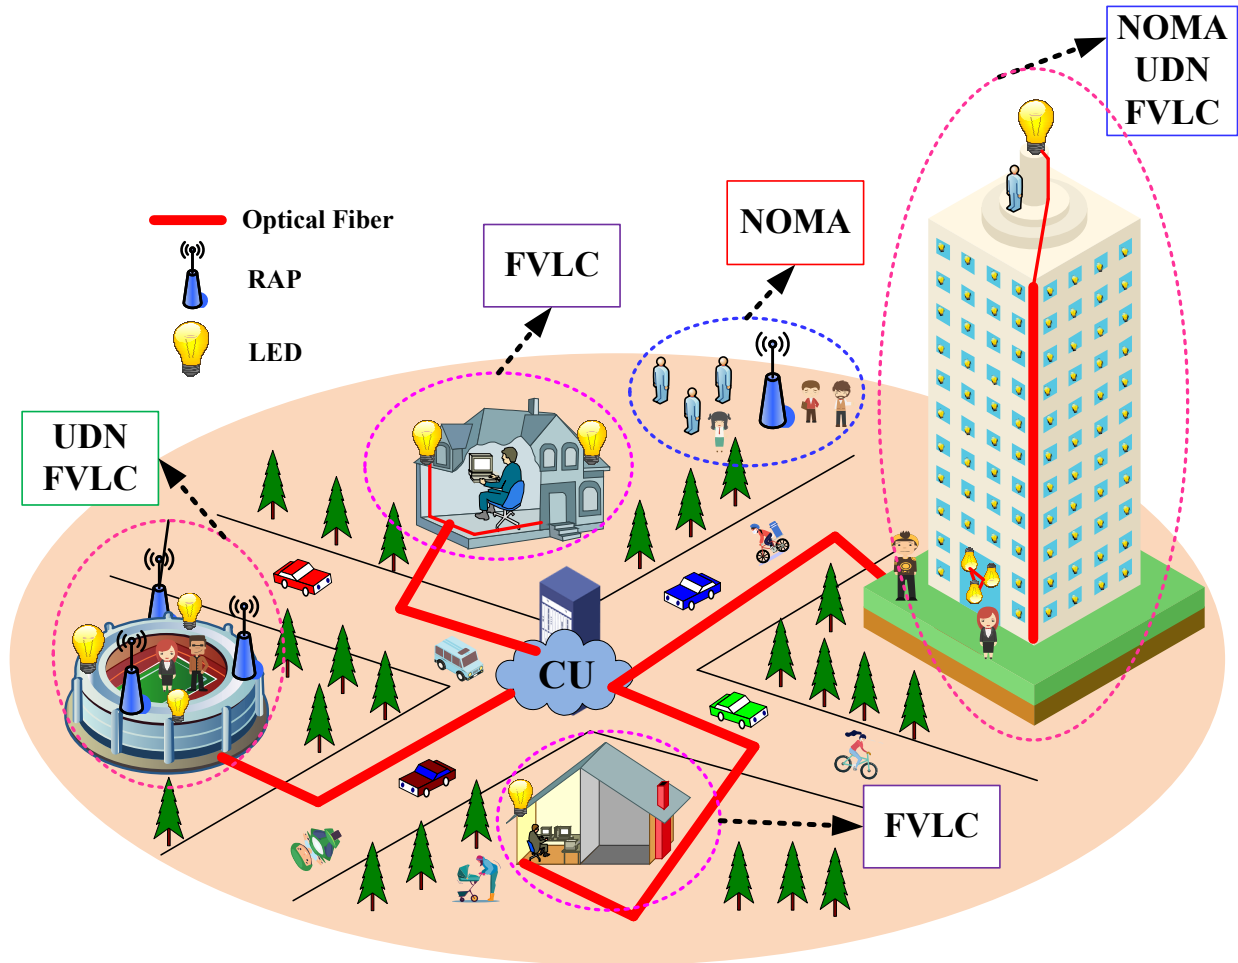 NOMA
UDN
FVLC
NOMA
Optical Fiber
FVLC
RAP
LED
UDN
FVLC
CU
FVLC